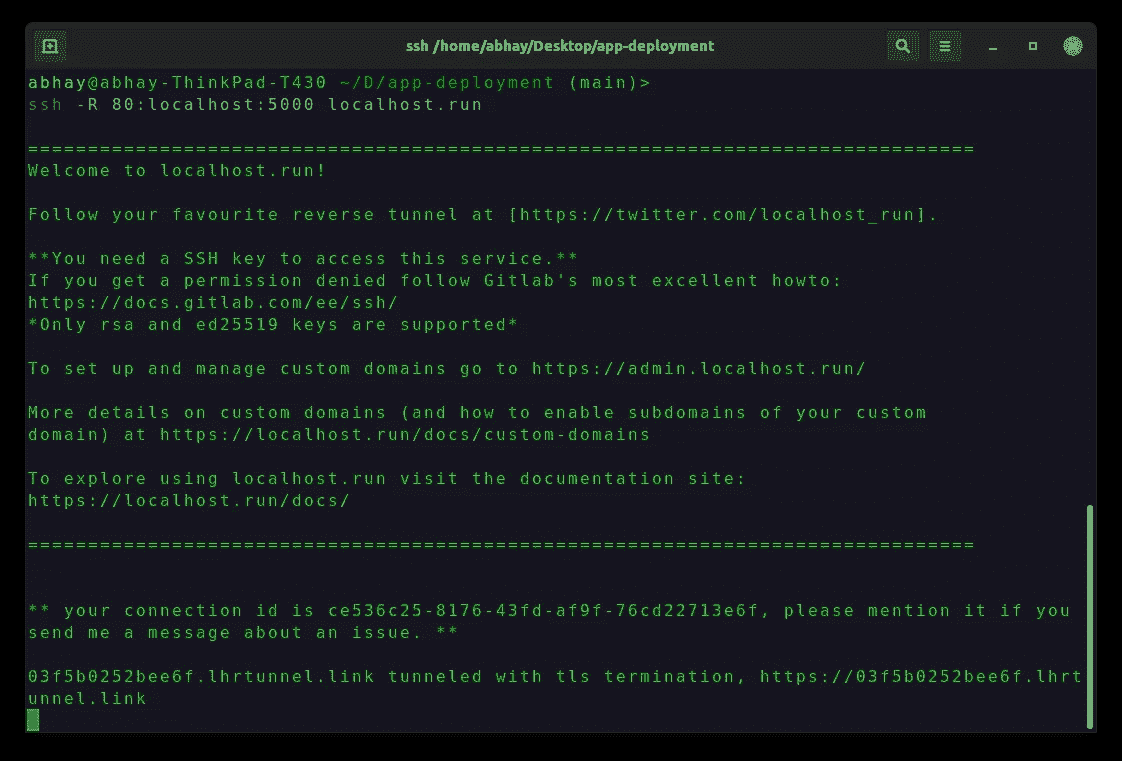 ssh /home/abhay/Desktop/app-deployment
abhay@abhay-ThinkPad-T430 ~/D/app-deployment (main)>
ssh -R 80:localhost:5000 localhost.run
===============================================================================
Welcome to localhost.run!
Follow your favourite reverse tunnel at [https://twitter.com/localhost_run].
**You need a SSH key to access this service.**
If you get a permission denied follow Gitlab's most excellent howto:
https://docs.gitlab.com/ee/ssh/
*Only rsa and ed25519 keys are supported*
To set up and manage custom domains go to https://admin.localhost.run/
More details on custom domains (and how to enable subdomains of your custom
domain) at https://localhost.run/docs/custom-domains
To explore using localhost.run visit the documentation site:
https://localhost.run/docs/
===============================================================================
** your connection id is ce536c25-8176-43fd-af9f-76cd22713e6f, please mention it if you
send me a message about an issue. **
03f5b0252bee6f.lhrtunnel.link tunneled with tls termination, https://03f5b0252bee6f.lhrt
unnel.link